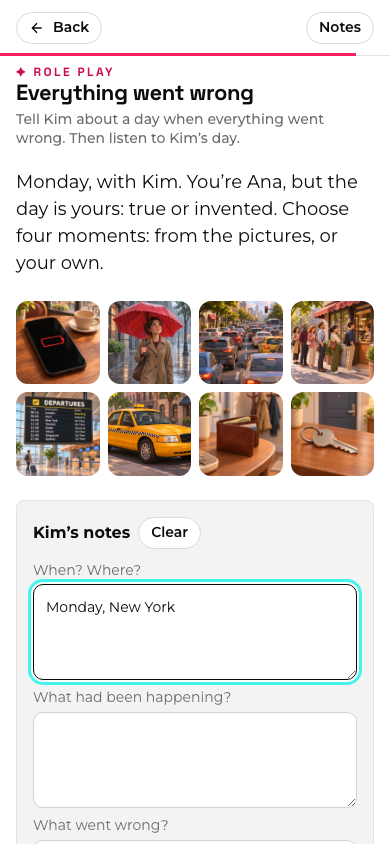 Back
Notes
ROLE PLAY
Everything went wrong
Tell Kim about a day when everything went
wrong. Then listen to Kim's day.
Monday, with Kim. You're Ana, but the
day is yours: true or invented. Choose
four moments: from the pictures, or
your own.
DEPARTURES
Kim's notes
Clear
When? Where?
Monday, New York
What had been happening?
What went wrong?